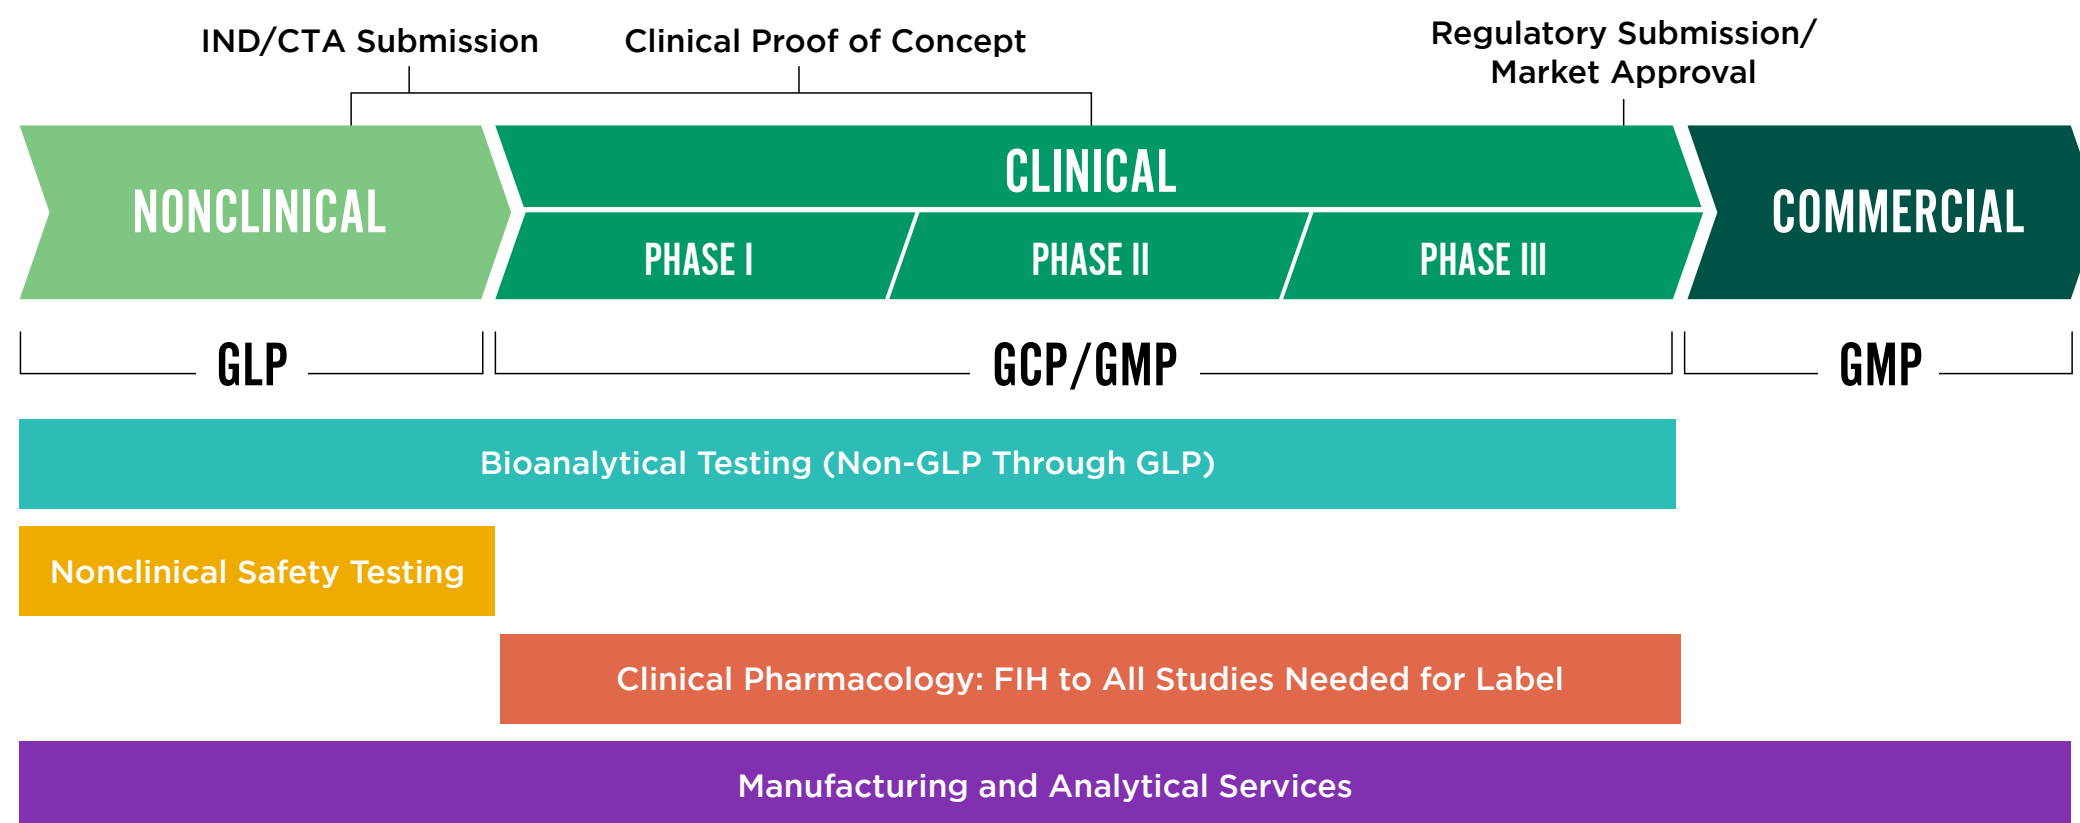 IND/CTA Submission
Clinical Proof of Concept
Regulatory Submission/
Market Approval
NONCLINICAL
CLINICAL
PHASE I
PHASE II
PHASE III
COMMERCIAL
GLP
GCP/GMP
GMP
Bioanalytical Testing (Non-GLP Through GLP)
Nonclinical Safety Testing
Clinical Pharmacology: FIH to All Studies Needed for Label
Manufacturing and Analytical Services